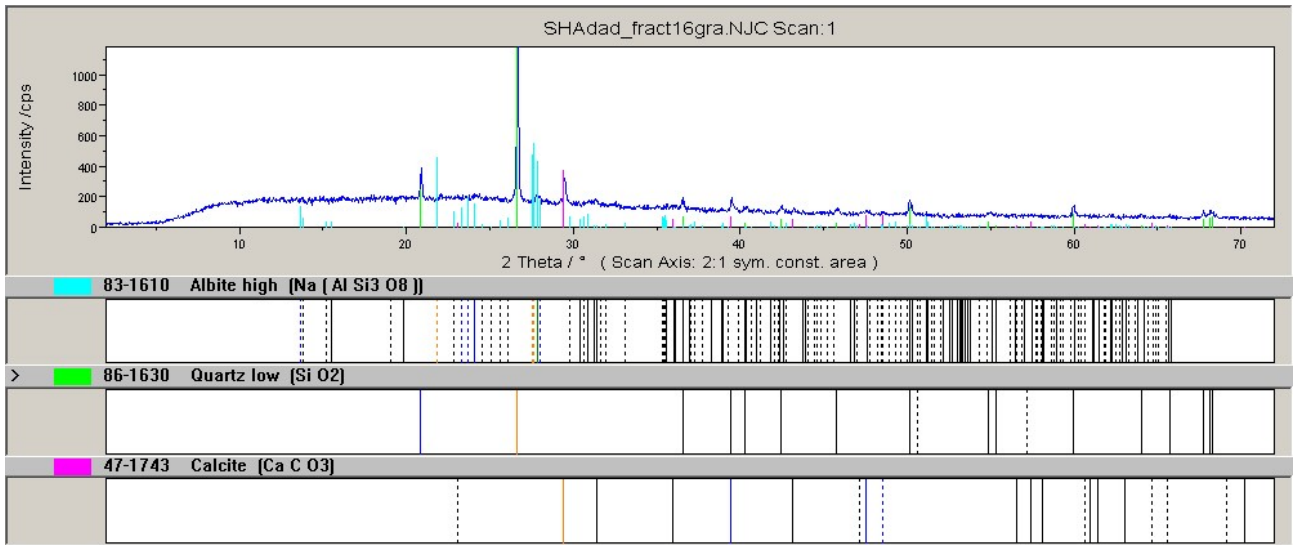 SHAdad_fract16gra.NJC Scan:1
Intensity /cps
1000
800
600
400
200
0
10 20 30 40 50 60 70
2 Theta / ° ( Scan Axis: 2:1 sym. const. area )
83-1610 Albite high (Na ( Al Si3 O8 ))
> 86-1630 Quartz low (Si O2)
47-1743 Calcite (Ca C O3)